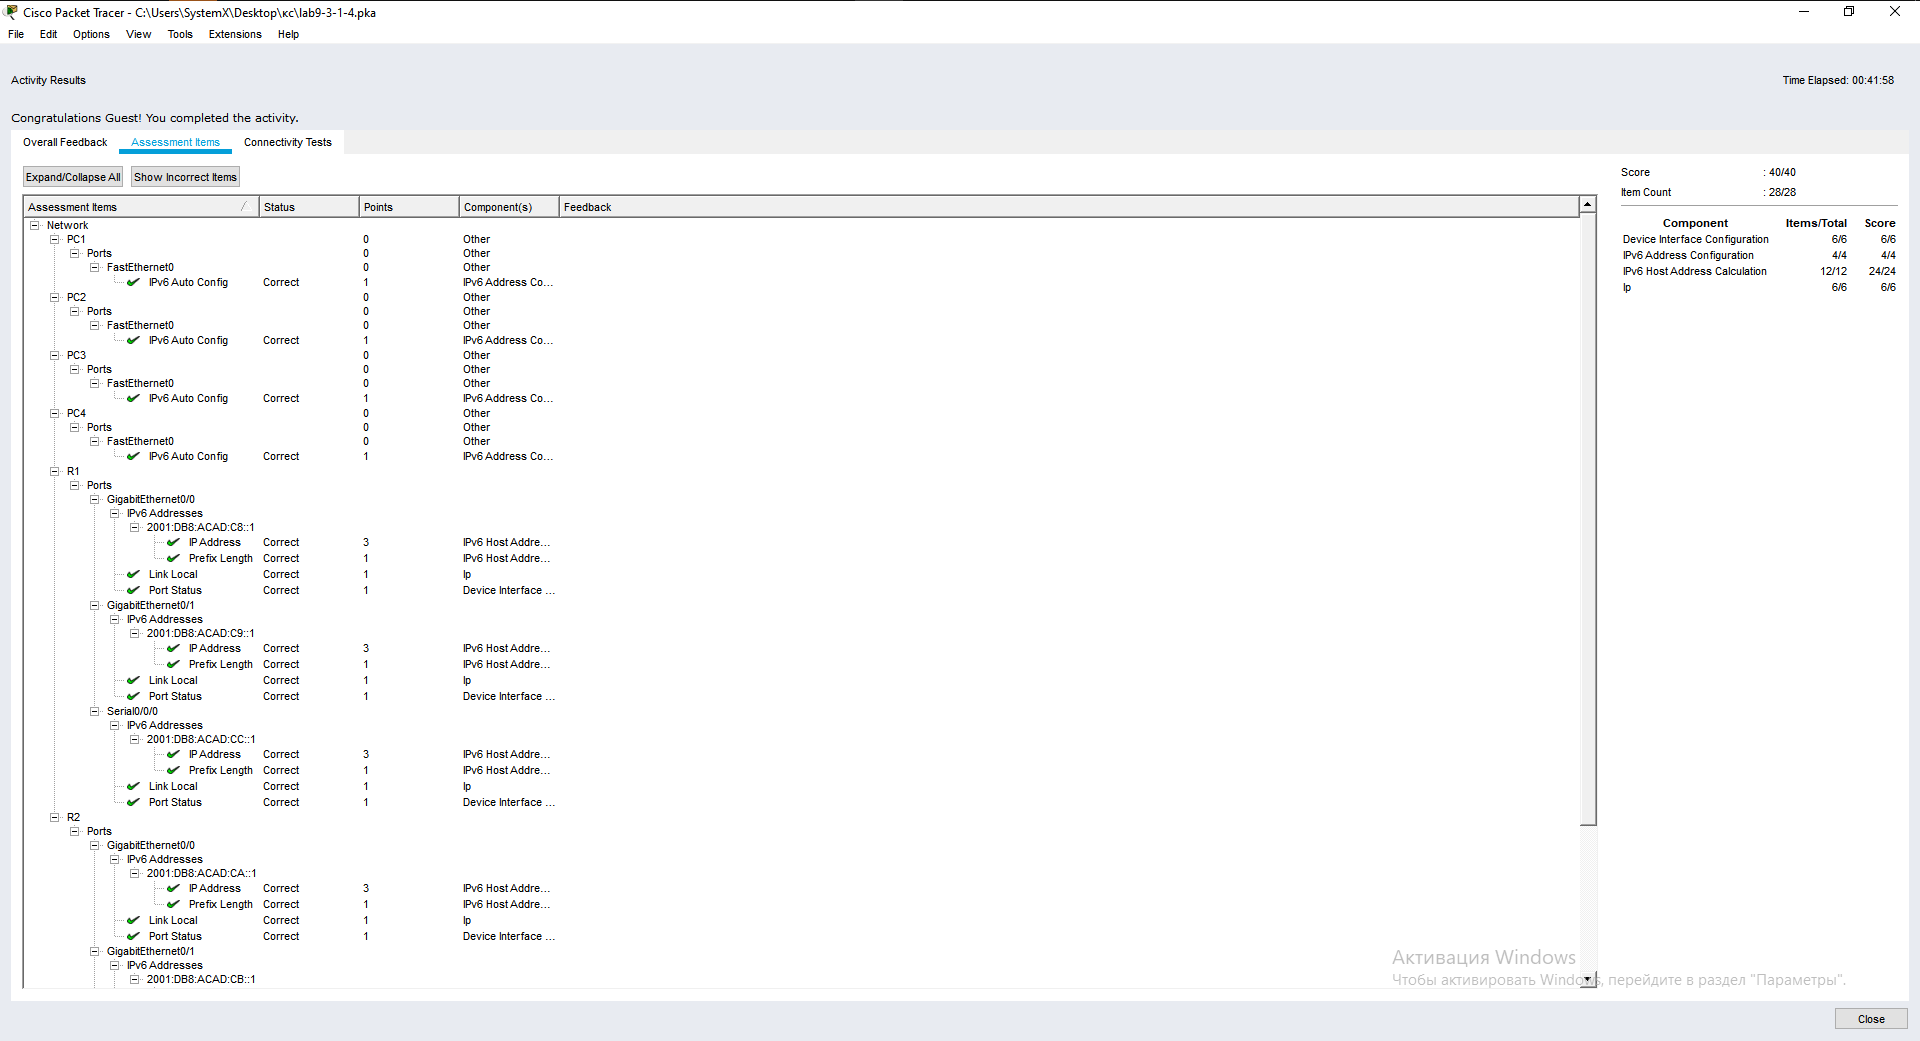 Cisco Packet Tracer - C:\Users\SystemX\Desktop\кс\lab9-3-1-4.pka
File Edit Options View Tools Extensions Help
Activity Results
Time Elapsed: 00:41:58
Congratulations Guest! You completed the activity.
Overall Feedback Assessment Items Connectivity Tests
Expand/Collapse All Show Incorrect Items
Assessment Items Status Points Component(s) Feedback
Network
PC1 0 Other
Ports 0 Other
FastEthernet0 0 Other
IPv6 Auto Config Correct 1 IPv6 Address Co...
PC2 0 Other
Ports 0 Other
FastEthernet0 0 Other
IPv6 Auto Config Correct 1 IPv6 Address Co...
PC3 0 Other
Ports 0 Other
FastEthernet0 0 Other
IPv6 Auto Config Correct 1 IPv6 Address Co...
PC4 0 Other
Ports 0 Other
FastEthernet0 0 Other
IPv6 Auto Config Correct 1 IPv6 Address Co...
R1
Ports
GigabitEthernet0/0
IPv6 Addresses
2001:DB8:ACAD:C8::1
IP Address Correct 3 IPv6 Host Addre...
Prefix Length Correct 1 IPv6 Host Addre...
Link Local Correct 1 Ip
Port Status Correct 1 Device Interface ...
GigabitEthernet0/1
IPv6 Addresses
2001:DB8:ACAD:C9::1
IP Address Correct 3 IPv6 Host Addre...
Prefix Length Correct 1 IPv6 Host Addre...
Link Local Correct 1 Ip
Port Status Correct 1 Device Interface ...
Serial0/0/0
IPv6 Addresses
2001:DB8:ACAD:CC::1
IP Address Correct 3 IPv6 Host Addre...
Prefix Length Correct 1 IPv6 Host Addre...
Link Local Correct 1 Ip
Port Status Correct 1 Device Interface ...
R2
Ports
GigabitEthernet0/0
IPv6 Addresses
2001:DB8:ACAD:CA::1
IP Address Correct 3 IPv6 Host Addre...
Prefix Length Correct 1 IPv6 Host Addre...
Link Local Correct 1 Ip
Port Status Correct 1 Device Interface ...
GigabitEthernet0/1
IPv6 Addresses
2001:DB8:ACAD:CB::1
Score : 40/40
Item Count : 28/28
Component Items/Total Score
Device Interface Configuration 6/6 6/6
IPv6 Address Configuration 4/4 4/4
IPv6 Host Address Calculation 12/12 24/24
Ip 6/6 6/6
Активация Windows
Чтобы активировать Windows, перейдите в раздел "Параметры".
Close